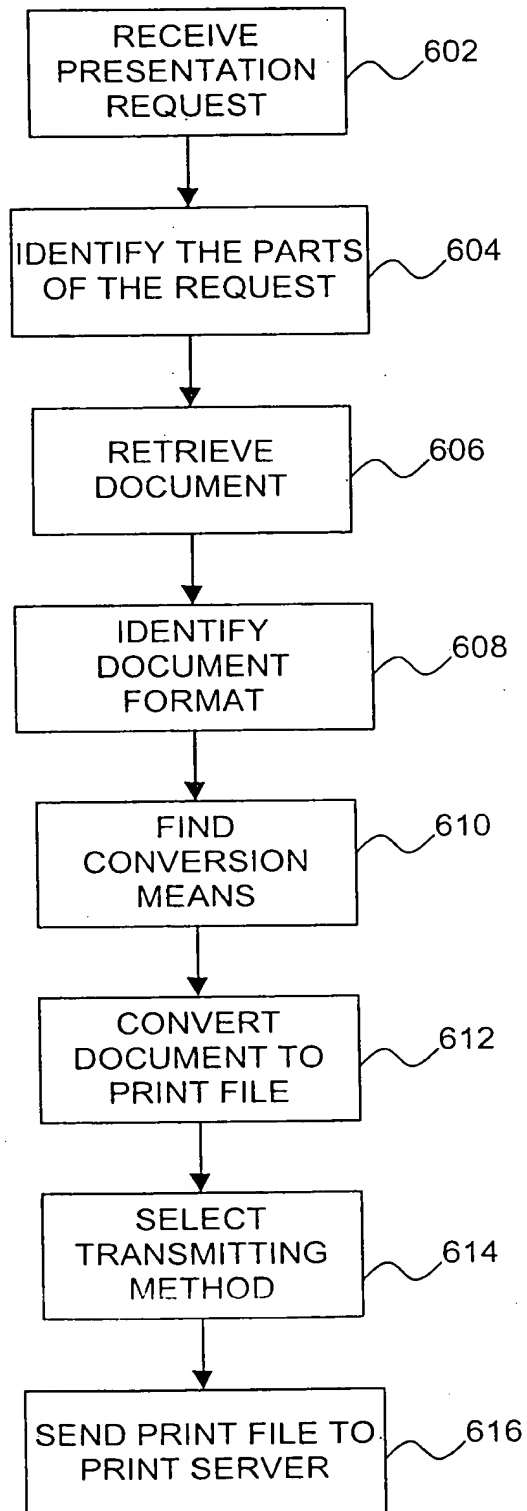 RECEIVE
PRESENTATION
REQUEST
602
IDENTIFY THE PARTS
OF THE REQUEST
604
RETRIEVE
DOCUMENT
606
IDENTIFY
DOCUMENT
FORMAT
608
FIND
CONVERSION
MEANS
610
CONVERT
DOCUMENT TO
PRINT FILE
612
SELECT
TRANSMITTING
METHOD
614
SEND PRINT FILE TO
PRINT SERVER
616